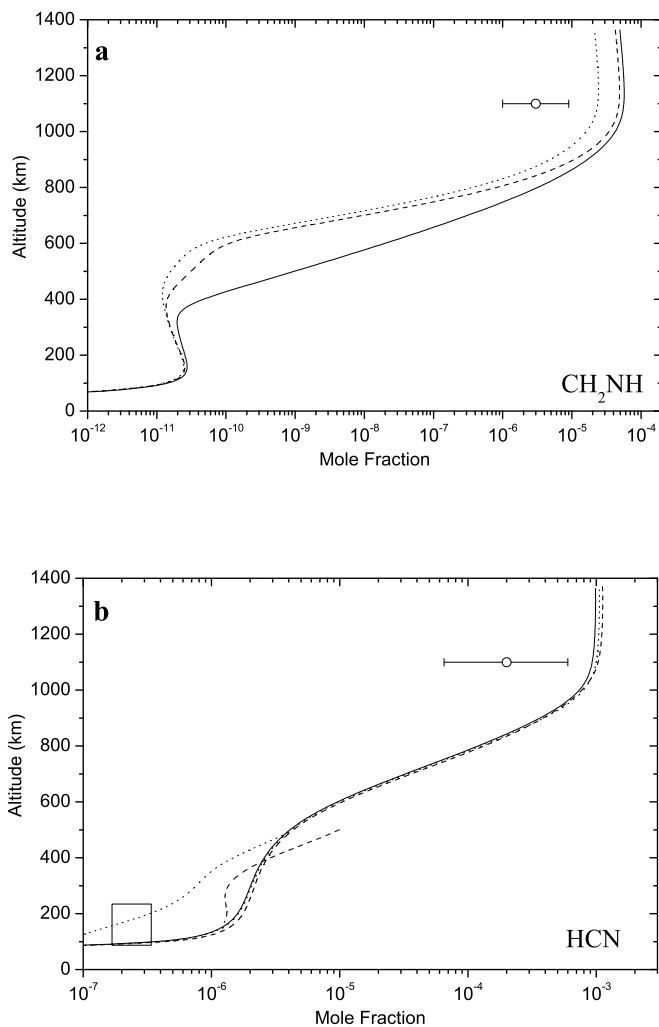 a
1400
1200
1000
800
600
400
200
0
Altitude (km)
CH₂NH
10⁻¹² 10⁻¹¹ 10⁻¹⁰ 10⁻⁹ 10⁻⁸ 10⁻⁷ 10⁻⁶ 10⁻⁵ 10⁻⁴
Mole Fraction
b
1400
1200
1000
800
600
400
200
0
Altitude (km)
HCN
10⁻⁷ 10⁻⁶ 10⁻⁵ 10⁻⁴ 10⁻³
Mole Fraction